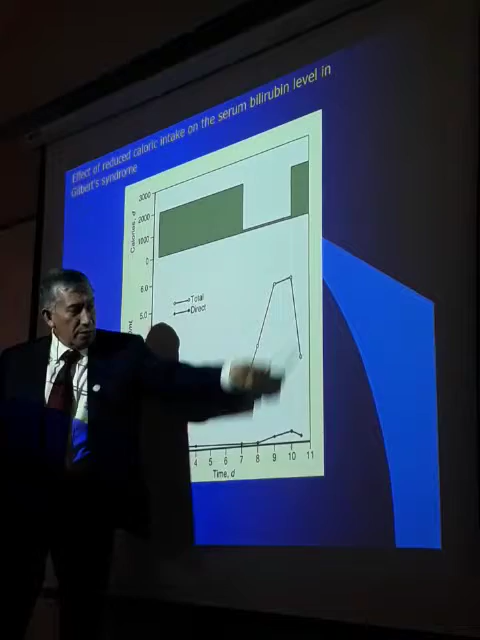 Effect of reduced caloric intake on the serum bilirubin level in
Gilbert's syndrome
3000
2000
1000
0
Calories, d
6.0
5.0
Total
Direct
4 5 6 7 8 9 10 11
Time, d